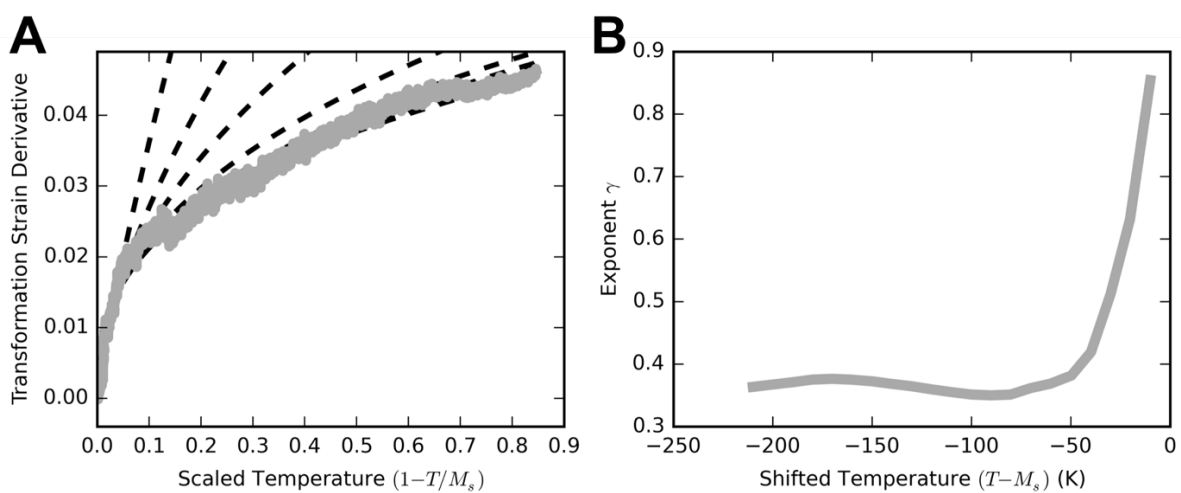 A
Transformation Strain Derivative
0.04
0.03
0.02
0.01
0.00
0.0 0.1 0.2 0.3 0.4 0.5 0.6 0.7 0.8 0.9
Scaled Temperature (1−T/M_s)
B
Exponent γ
0.9
0.8
0.7
0.6
0.5
0.4
0.3
−250 −200 −150 −100 −50 0
Shifted Temperature (T−M_s) (K)